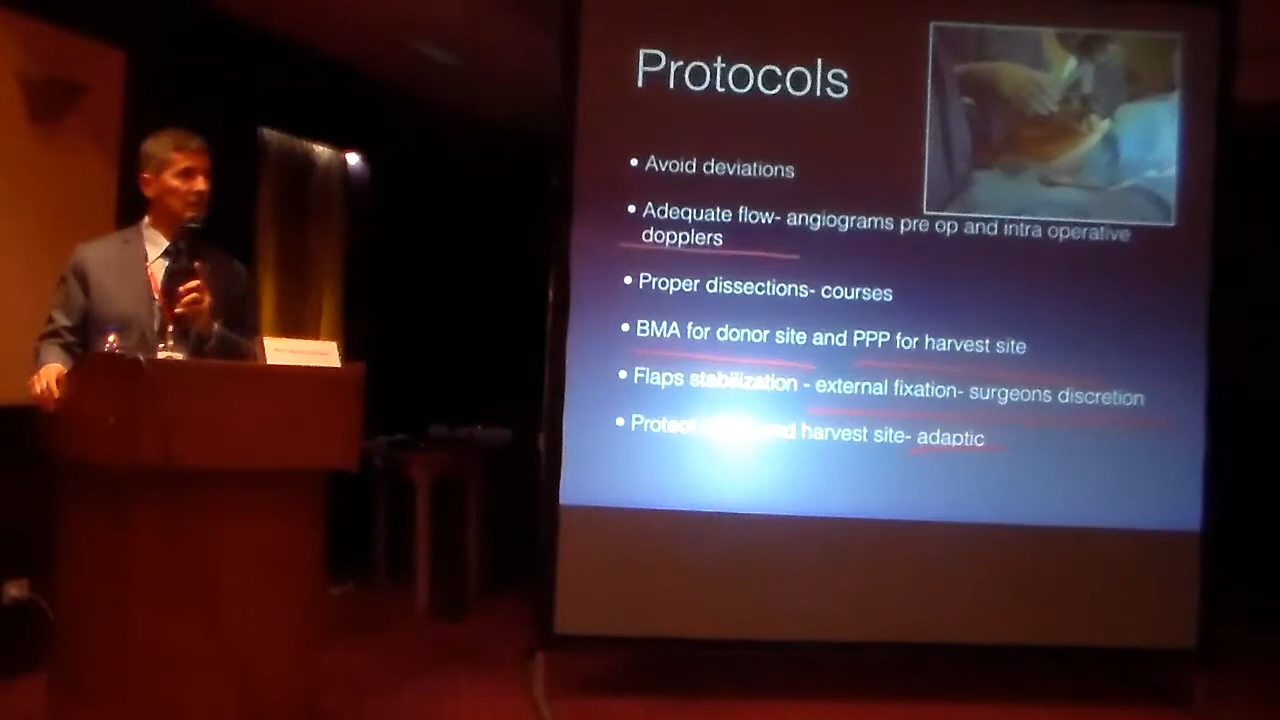 Protocols
• Avoid deviations
• Adequate flow- angiograms pre op and intra operative
dopplers
• Proper dissections- courses
• BMA for donor site and PPP for harvest site
• Flaps stabilization - external fixation- surgeons discretion
• Protect harvest site- adaptic